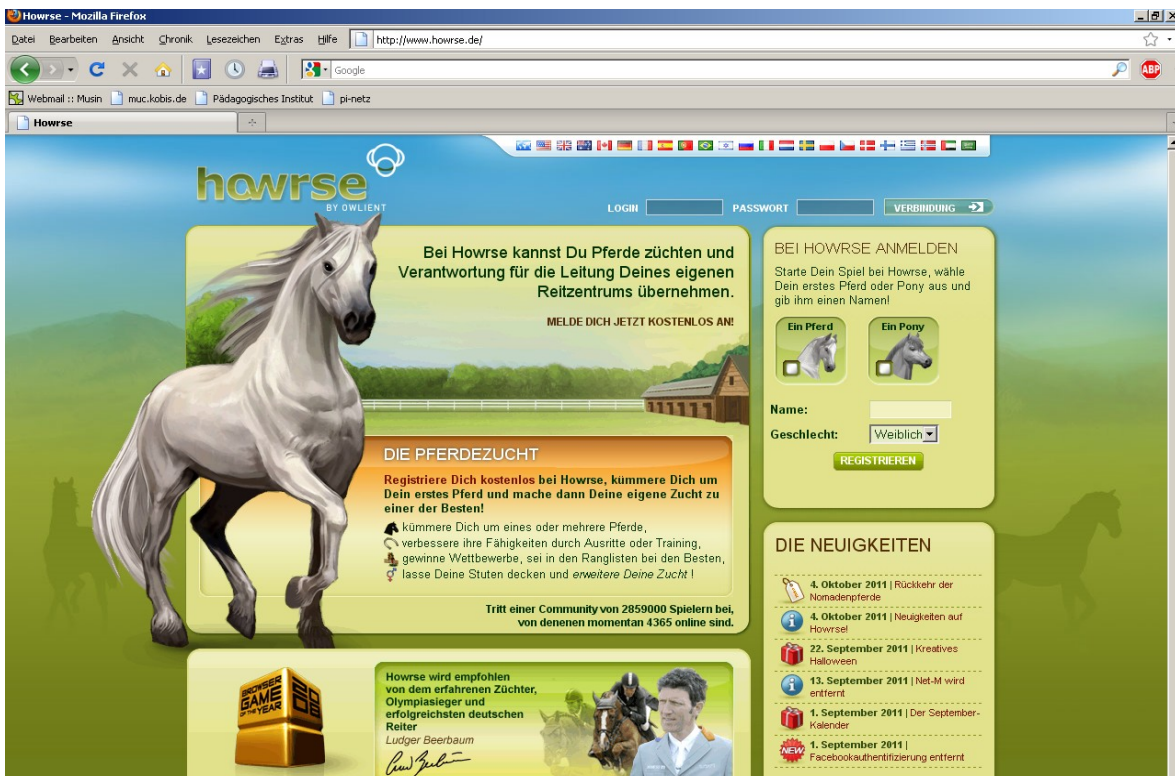 Howrse - Mozilla Firefox
Datei Bearbeiten Ansicht Chronik Lesezeichen Extras Hilfe http://www.howrse.de/
Google
ABP
Webmail :: Musin muc.kobis.de Pädagogisches Institut pi-netz
Howrse
howrse
BY OWLIENT
LOGIN PASSWORT VERBINDUNG
Bei Howrse kannst Du Pferde züchten und
Verantwortung für die Leitung Deines eigenen
Reitzentrums übernehmen.
MELDE DICH JETZT KOSTENLOS AN!
DIE PFERDEZUCHT
Registriere Dich kostenlos bei Howrse, kümmere Dich um
Dein erstes Pferd und mache dann Deine eigene Zucht zu
einer der Besten!
kümmere Dich um eines oder mehrere Pferde,
verbessere ihre Fähigkeiten durch Ausritte oder Training,
gewinne Wettbewerbe, sei in den Ranglisten bei den Besten,
lasse Deine Stuten decken und erweitere Deine Zucht !
Tritt einer Community von 2859000 Spielern bei,
von denenen momentan 4365 online sind.
BROWSER
GAME
OF THE YEAR
2008
Howrse wird empfohlen
von dem erfahrenen Züchter,
Olympiasieger und
erfolgreichsten deutschen
Reiter
Ludger Beerbaum
BEI HOWRSE ANMELDEN
Starte Dein Spiel bei Howrse, wähle
Dein erstes Pferd oder Pony aus und
gib ihm einen Namen!
Ein Pferd Ein Pony
Name:
Geschlecht: Weiblich
REGISTRIEREN
DIE NEUIGKEITEN
4. Oktober 2011 | Rückkehr der
Nomadenpferde
4. Oktober 2011 | Neuigkeiten auf
Howrse!
22. September 2011 | Kreatives
Halloween
13. September 2011 | Net-M wird
entfernt
1. September 2011 | Der September-
Kalender
NEW
1. September 2011 |
Facebookauthentifizierung entfernt